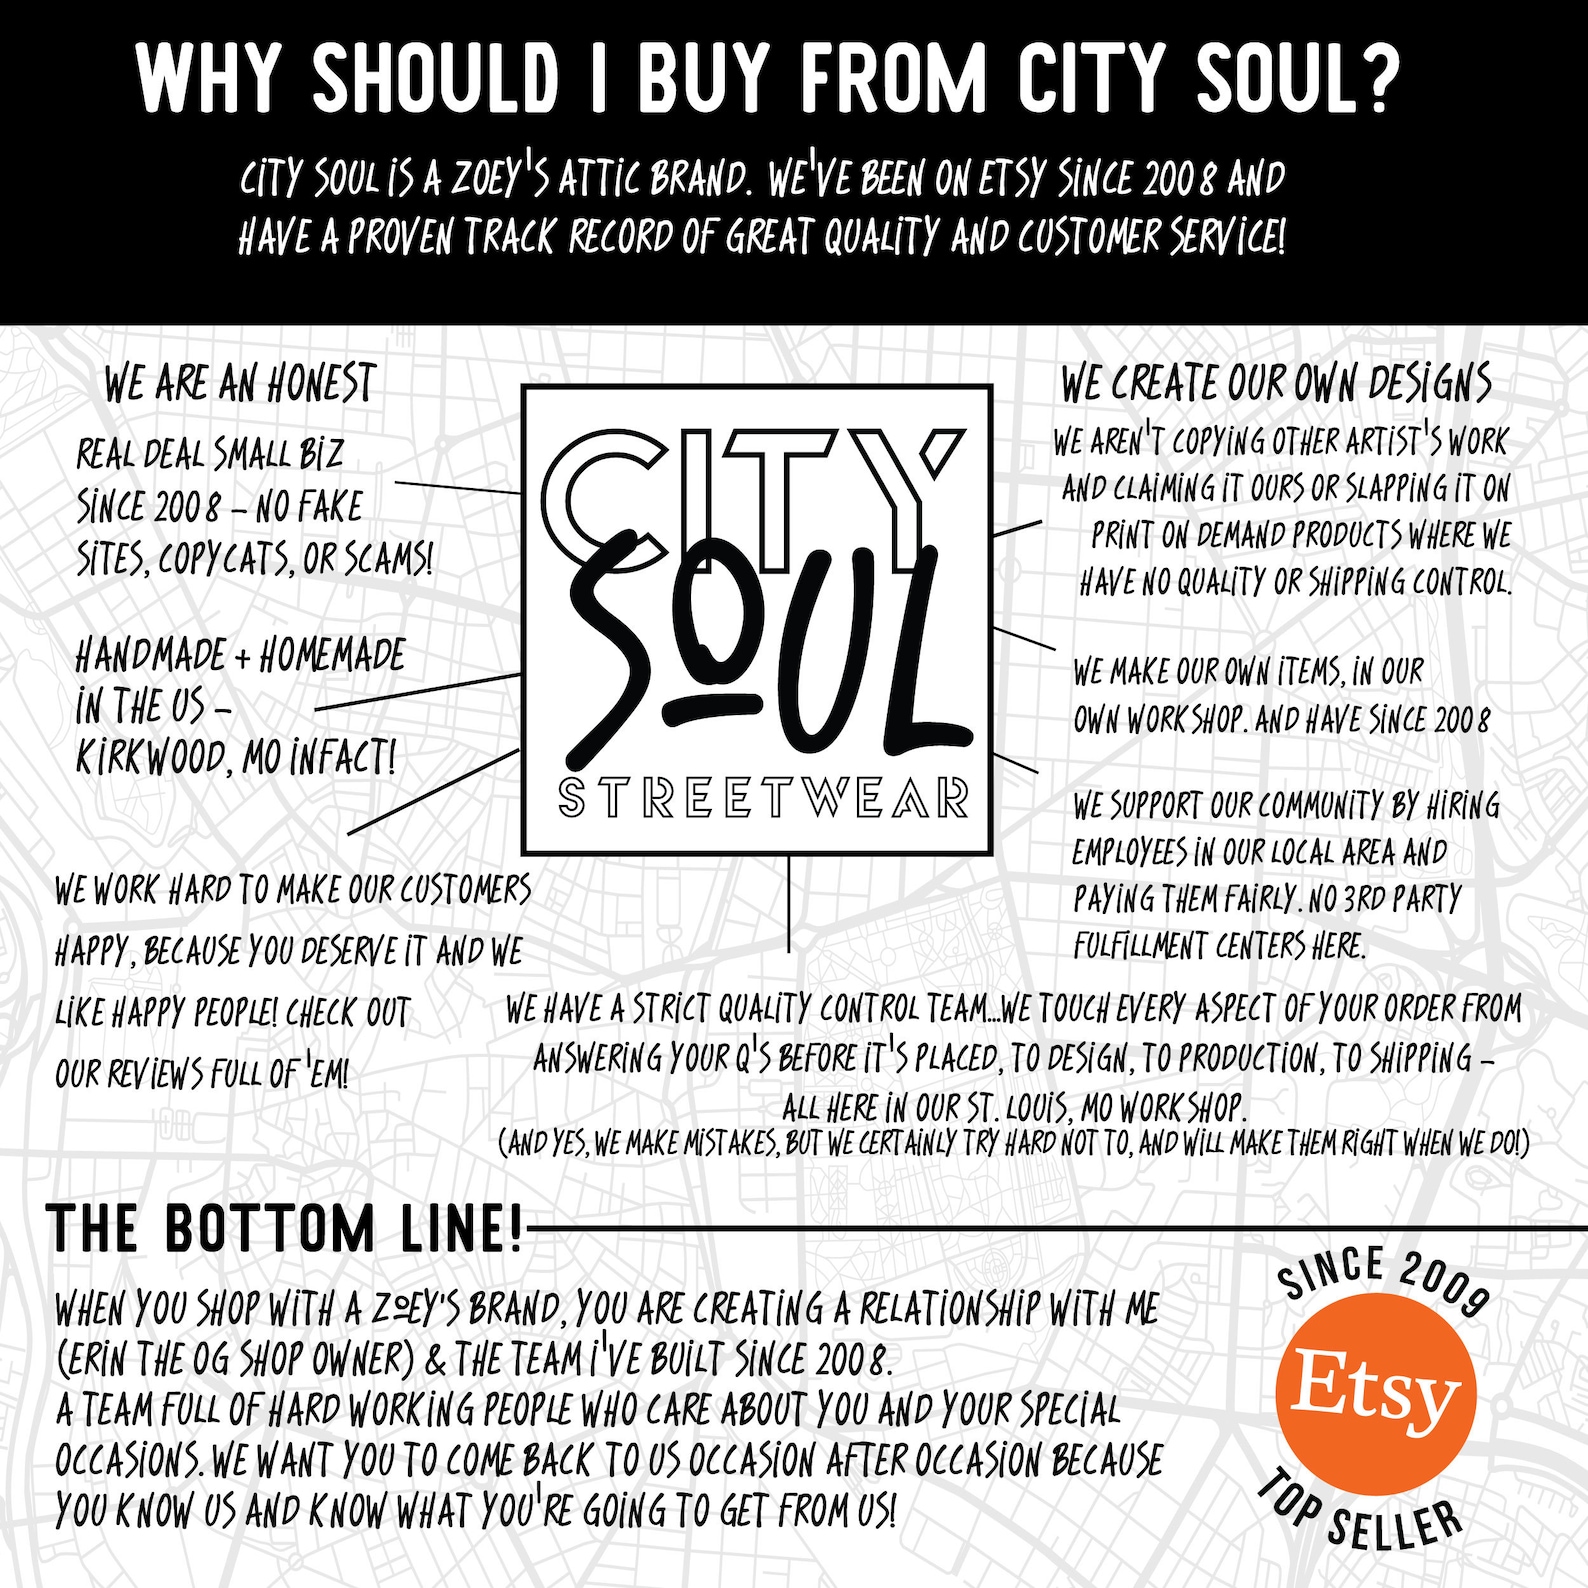 WHY SHOULD I BUY FROM CITY SOUL?
CITY SOUL IS A ZOEY'S ATTIC BRAND. WE'VE BEEN ON ETSY SINCE 2008 AND
HAVE A PROVEN TRACK RECORD OF GREAT QUALITY AND CUSTOMER SERVICE!
WE ARE AN HONEST
REAL DEAL SMALL BIZ
SINCE 2008 – NO FAKE
SITES, COPYCATS, OR SCAMS!
HANDMADE + HOMEMADE
IN THE US –
KIRKWOOD, MO INFACT!
WE WORK HARD TO MAKE OUR CUSTOMERS
HAPPY, BECAUSE YOU DESERVE IT AND WE
LIKE HAPPY PEOPLE! CHECK OUT
OUR REVIEWS FULL OF 'EM!
CITY
SOUL
STREETWEAR
WE CREATE OUR OWN DESIGNS
WE AREN'T COPYING OTHER ARTIST'S WORK
AND CLAIMING IT OURS OR SLAPPING IT ON
PRINT ON DEMAND PRODUCTS WHERE WE
HAVE NO QUALITY OR SHIPPING CONTROL.
WE MAKE OUR OWN ITEMS, IN OUR
OWN WORKSHOP. AND HAVE SINCE 2008
WE SUPPORT OUR COMMUNITY BY HIRING
EMPLOYEES IN OUR LOCAL AREA AND
PAYING THEM FAIRLY. NO 3RD PARTY
FULFILLMENT CENTERS HERE.
WE HAVE A STRICT QUALITY CONTROL TEAM...WE TOUCH EVERY ASPECT OF YOUR ORDER FROM
ANSWERING YOUR Q'S BEFORE IT'S PLACED, TO DESIGN, TO PRODUCTION, TO SHIPPING –
ALL HERE IN OUR ST. LOUIS, MO WORKSHOP.
(AND YES, WE MAKE MISTAKES, BUT WE CERTAINLY TRY HARD NOT TO, AND WILL MAKE THEM RIGHT WHEN WE DO!)
THE BOTTOM LINE!
WHEN YOU SHOP WITH A ZOEY'S BRAND, YOU ARE CREATING A RELATIONSHIP WITH ME
(ERIN THE OG SHOP OWNER) & THE TEAM I'VE BUILT SINCE 2008.
A TEAM FULL OF HARD WORKING PEOPLE WHO CARE ABOUT YOU AND YOUR SPECIAL
OCCASIONS. WE WANT YOU TO COME BACK TO US OCCASION AFTER OCCASION BECAUSE
YOU KNOW US AND KNOW WHAT YOU'RE GOING TO GET FROM US!
SINCE 2009
Etsy
TOP SELLER